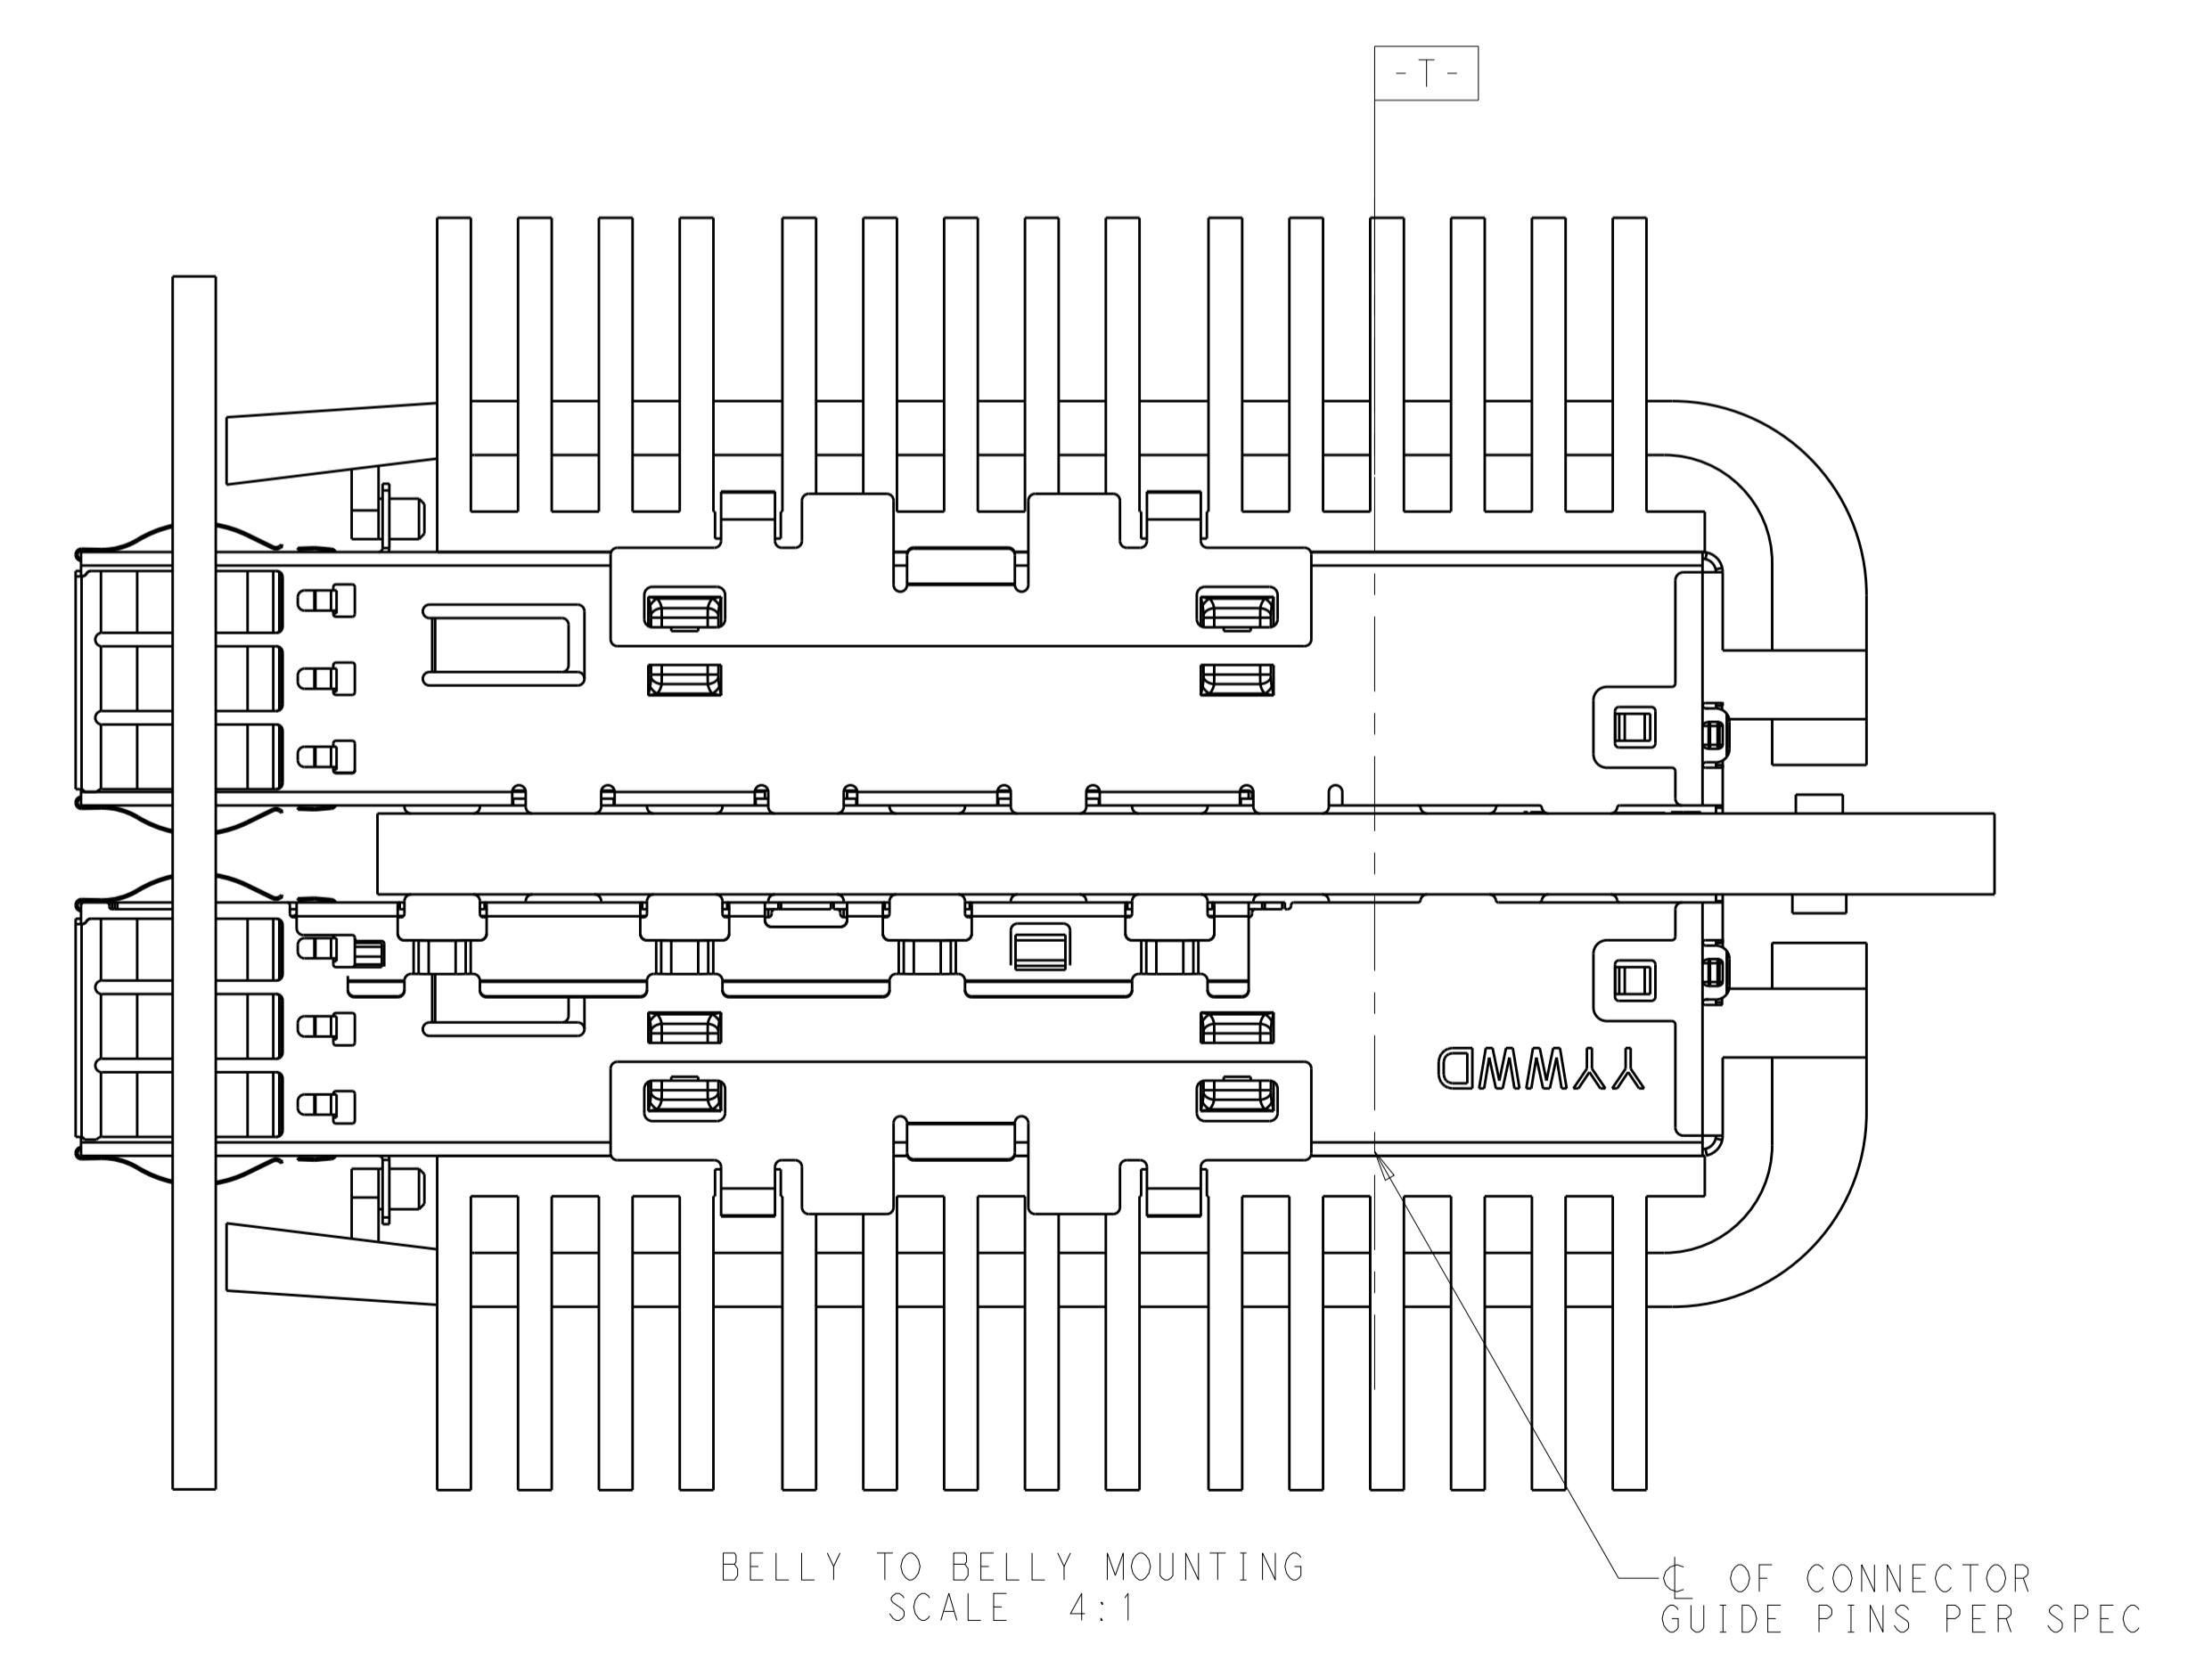 -T-
YYWWD
BELLY TO BELLY MOUNTING
SCALE 4:1
℄ OF CONNECTOR
GUIDE PINS PER SPEC